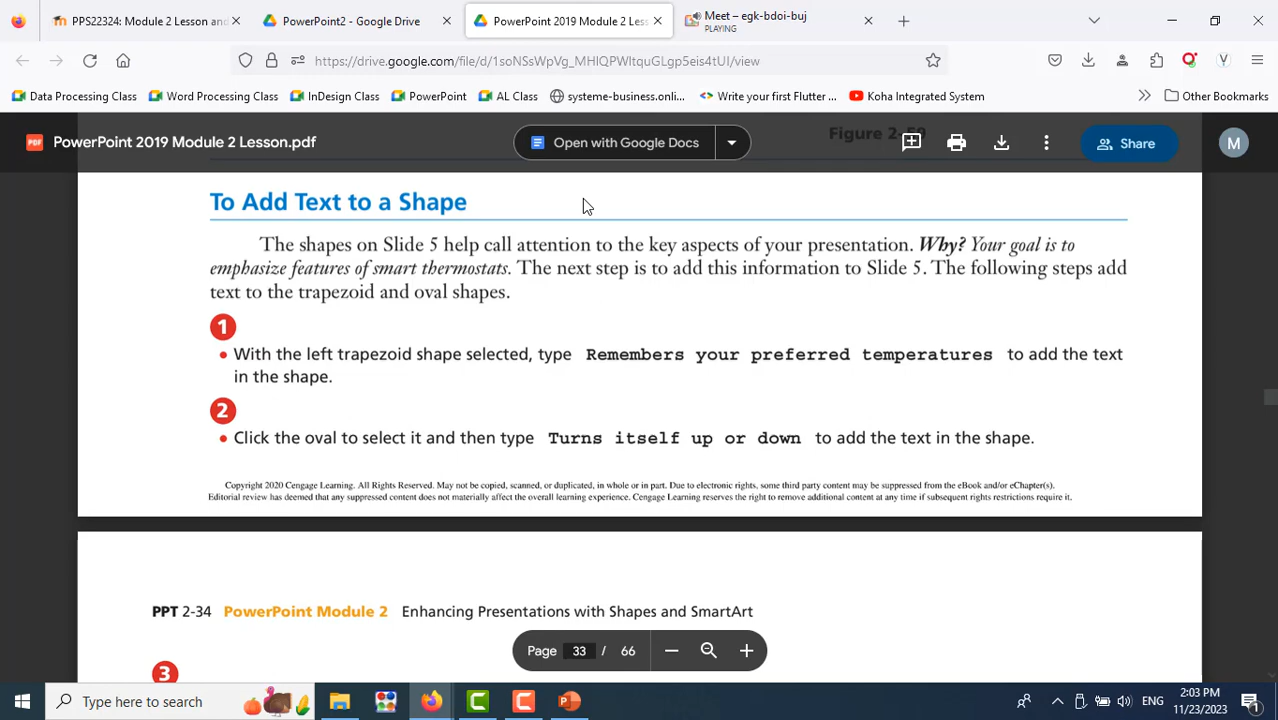 PPS22324: Module 2 Lesson and
PowerPoint2 - Google Drive
PowerPoint 2019 Module 2 Les
Meet – egk-bdoi-buj
PLAYING
https://drive.google.com/file/d/1soNSsWpVg_MHIQPWItquGLgp5eis4tUI/view
Data Processing Class
Word Processing Class
InDesign Class
PowerPoint
AL Class
systeme-business.onli...
Write your first Flutter ...
Koha Integrated System
Other Bookmarks
PDF
PowerPoint 2019 Module 2 Lesson.pdf
Open with Google Docs
Share
M
To Add Text to a Shape
The shapes on Slide 5 help call attention to the key aspects of your presentation. Why? Your goal is to
emphasize features of smart thermostats. The next step is to add this information to Slide 5. The following steps add
text to the trapezoid and oval shapes.
1
• With the left trapezoid shape selected, type Remembers your preferred temperatures to add the text
in the shape.
2
• Click the oval to select it and then type Turns itself up or down to add the text in the shape.
Copyright 2020 Cengage Learning. All Rights Reserved. May not be copied, scanned, or duplicated, in whole or in part. Due to electronic rights, some third party content may be suppressed from the eBook and/or eChapter(s).
Editorial review has deemed that any suppressed content does not materially affect the overall learning experience. Cengage Learning reserves the right to remove additional content at any time if subsequent rights restrictions require it.
PPT 2-34 PowerPoint Module 2 Enhancing Presentations with Shapes and SmartArt
Page 33 / 66
3
Type here to search
ENG
2:03 PM
11/23/2023
1